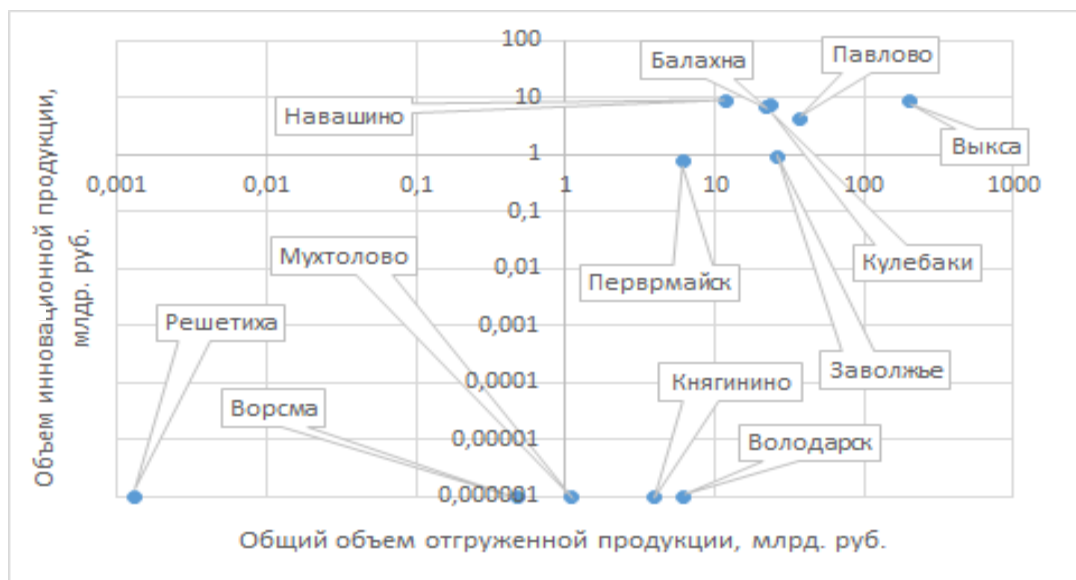 Объем инновационной продукции,
млдр. руб.
100
10
1
0,1
0,01
0,001
0,0001
0,00001
0,000001
0,001
0,01
0,1
1
10
100
1000
Балахна
Павлово
Навашино
Выкса
Мухтолово
Кулебаки
Перврмайск
Решетиха
Заволжье
Княгинино
Ворсма
Володарск
Общий объем отгруженной продукции, млрд. руб.